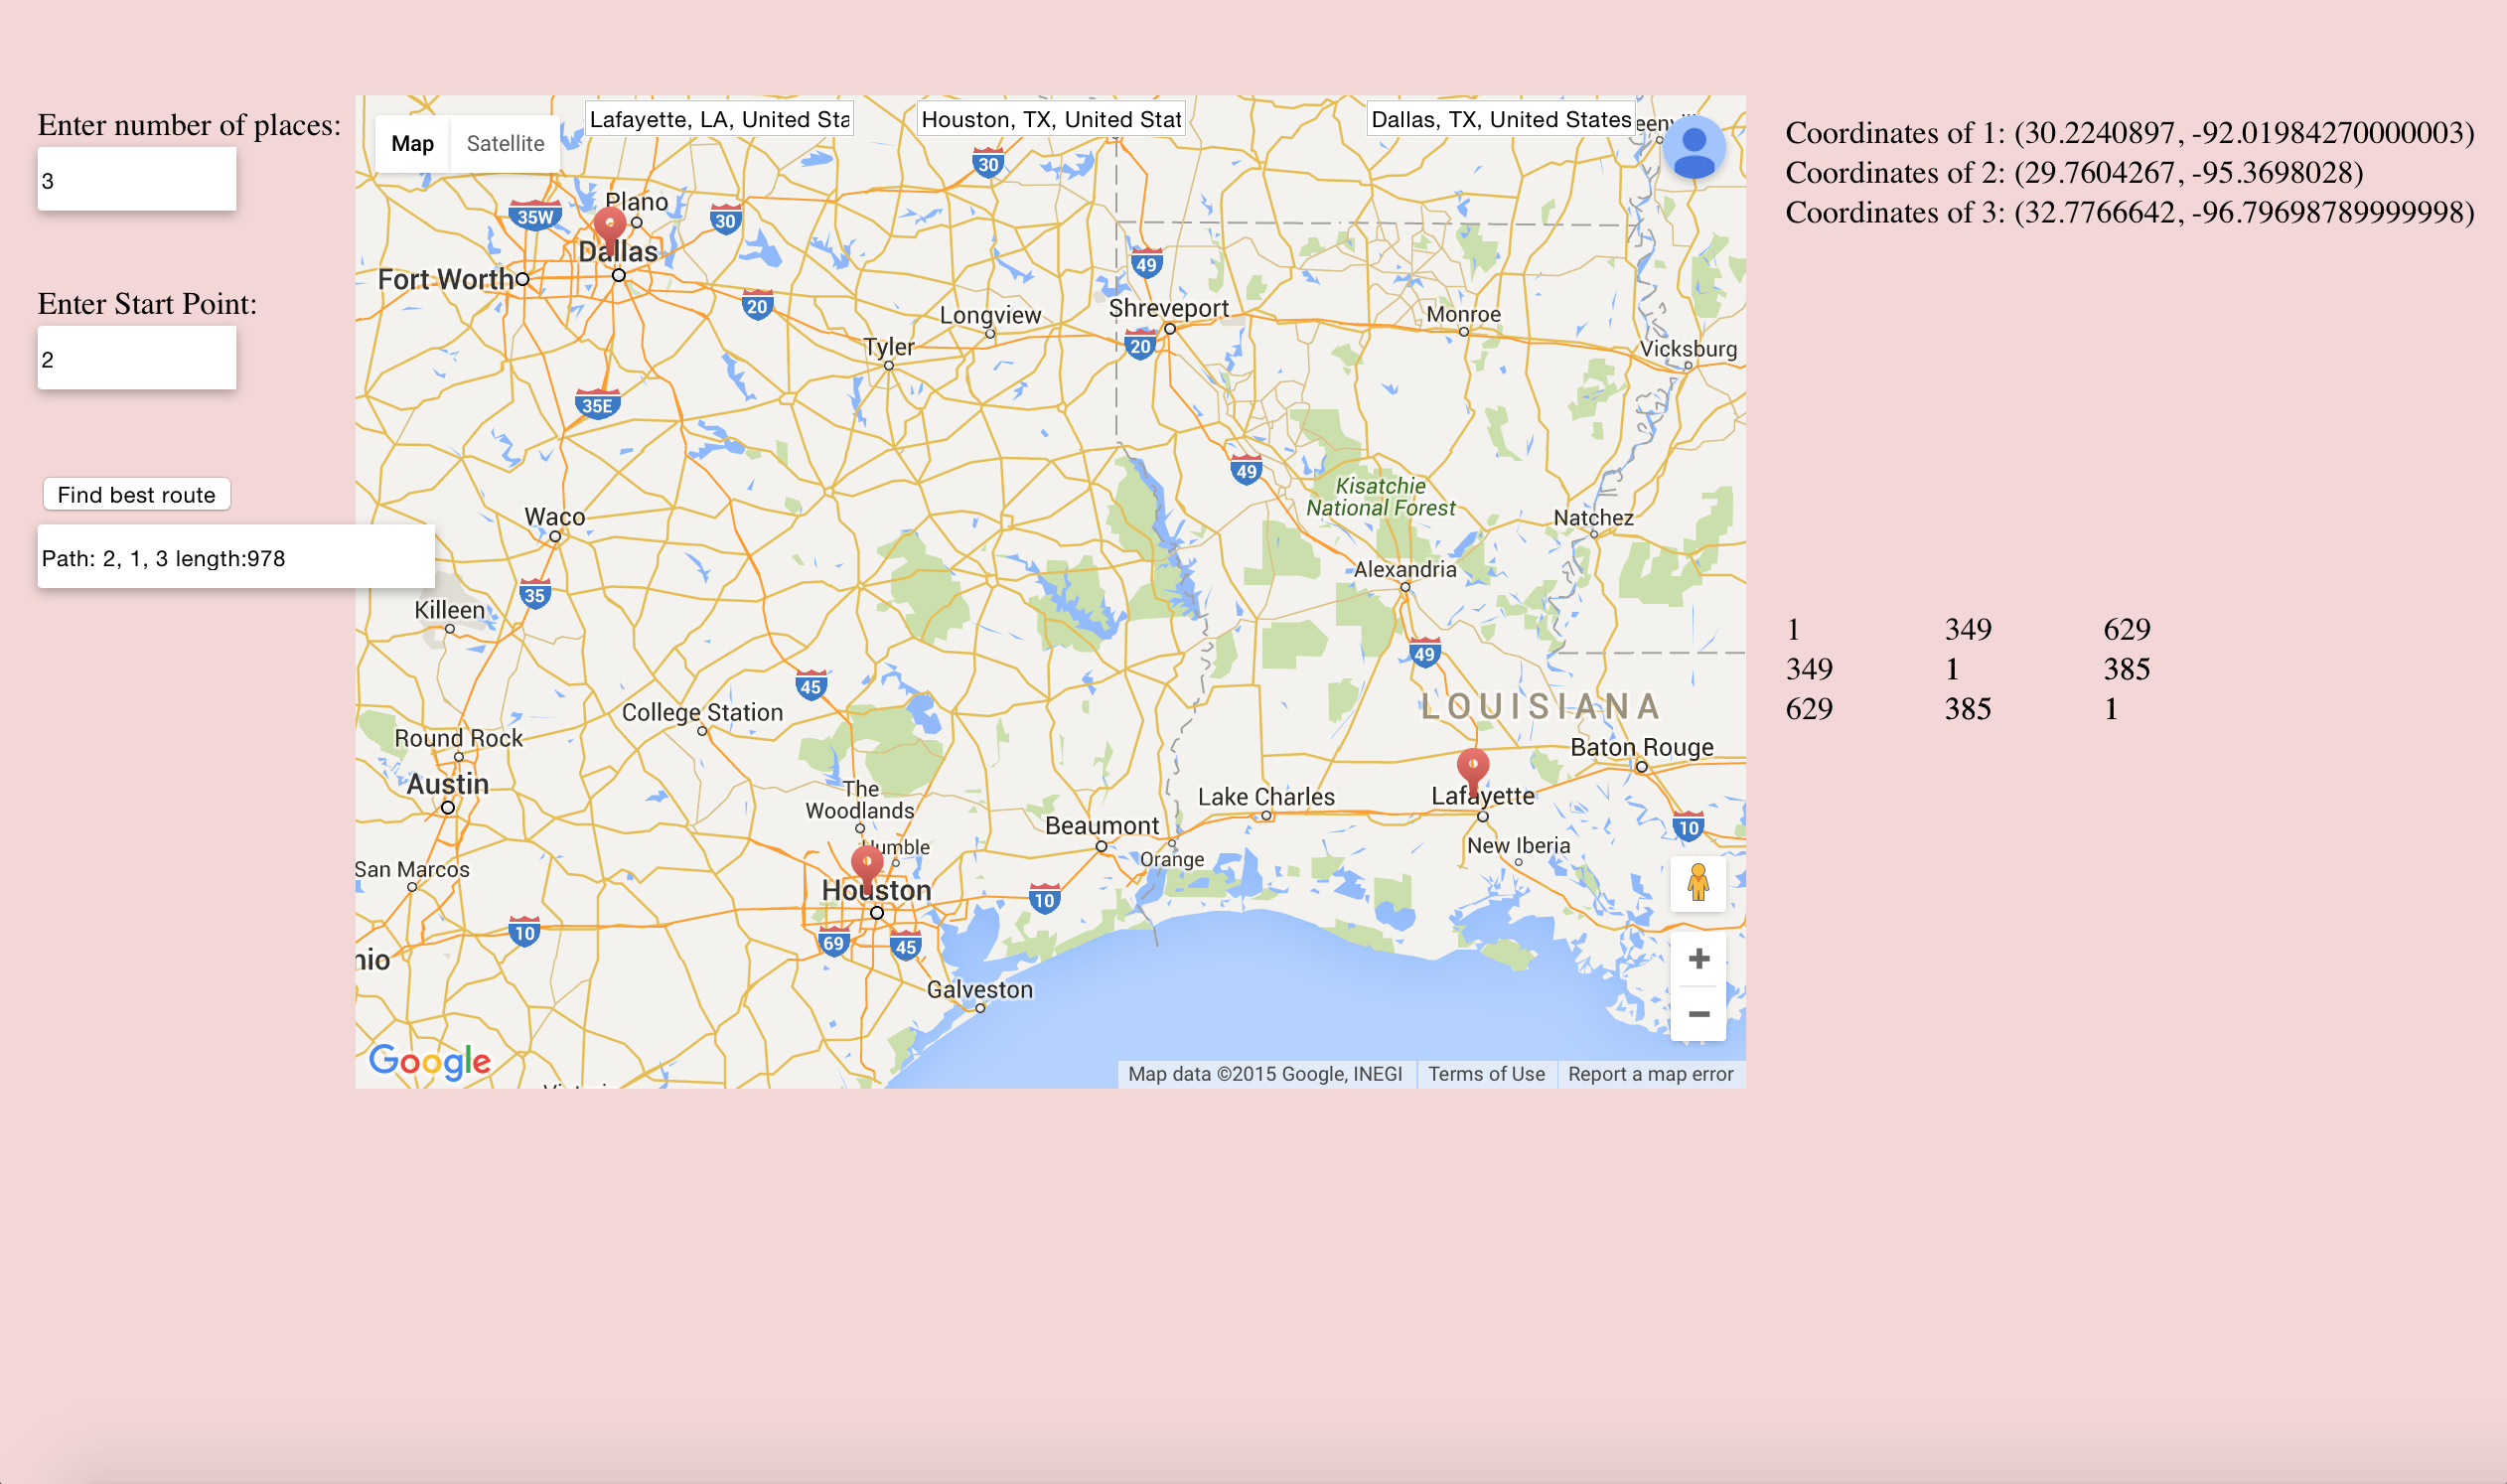 Enter number of places:
3
Enter Start Point:
2
Find best route
Path: 2, 1, 3 length:978
Map
Satellite
Lafayette, LA, United Sta
Houston, TX, United Stat
Dallas, TX, United States
30
35W
Plano
30
Dallas
Fort Worth
49
20
Longview
Shreveport
Monroe
20
Tyler
Vicksburg
35E
49
Kisatchie
National Forest
Waco
Natchez
Alexandria
35
Killeen
49
45
College Station
LOUISIANA
Round Rock
Baton Rouge
Austin
The
Woodlands
Lake Charles
Lafayette
Beaumont
10
Humble
Orange
New Iberia
San Marcos
Houston
10
10
69
45
nio
Galveston
Google
Map data ©2015 Google, INEGI
Terms of Use
Report a map error
Coordinates of 1: (30.2240897, -92.01984270000003)
Coordinates of 2: (29.7604267, -95.3698028)
Coordinates of 3: (32.7766642, -96.79698789999998)
1 349 629
349 1 385
629 385 1